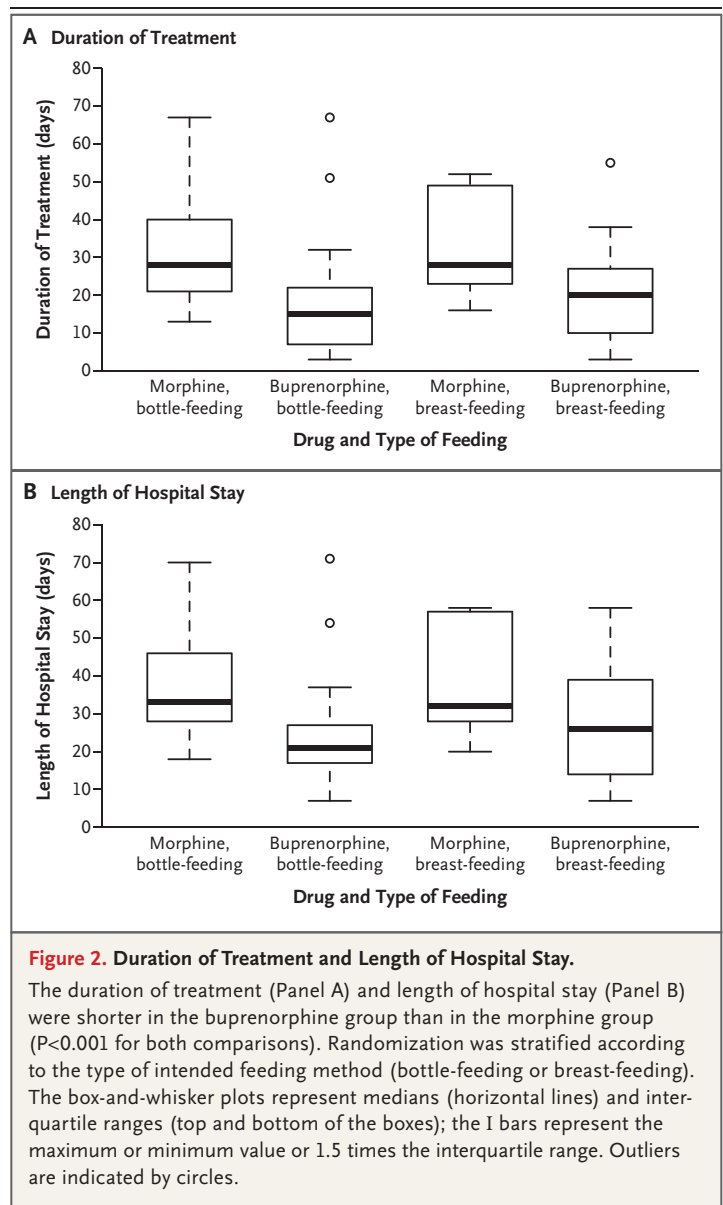 A Duration of Treatment
80
70
60
50
40
30
20
10
0
Duration of Treatment (days)
Morphine, bottle-feeding
Buprenorphine, bottle-feeding
Morphine, breast-feeding
Buprenorphine, breast-feeding
Drug and Type of Feeding
B Length of Hospital Stay
80
70
60
50
40
30
20
10
0
Length of Hospital Stay (days)
Morphine, bottle-feeding
Buprenorphine, bottle-feeding
Morphine, breast-feeding
Buprenorphine, breast-feeding
Drug and Type of Feeding
Figure 2. Duration of Treatment and Length of Hospital Stay.
The duration of treatment (Panel A) and length of hospital stay (Panel B)
were shorter in the buprenorphine group than in the morphine group
(P<0.001 for both comparisons). Randomization was stratified according
to the type of intended feeding method (bottle-feeding or breast-feeding).
The box-and-whisker plots represent medians (horizontal lines) and inter-
quartile ranges (top and bottom of the boxes); the I bars represent the
maximum or minimum value or 1.5 times the interquartile range. Outliers
are indicated by circles.